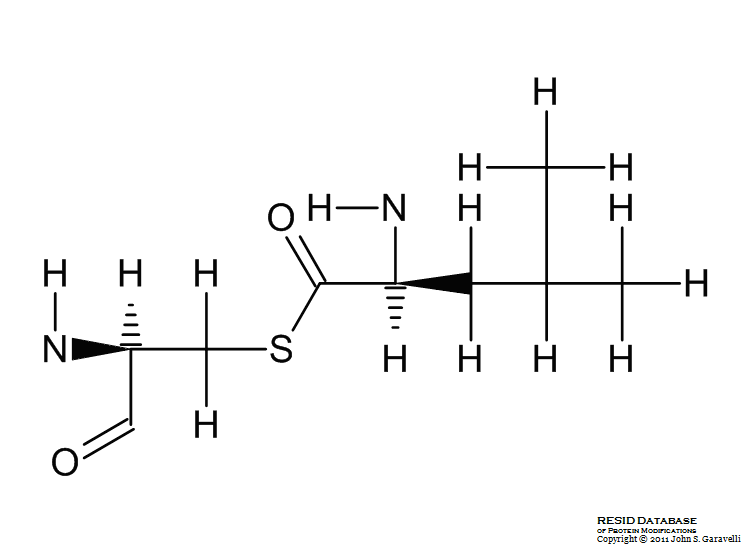 H
H H
O H N H H
H H H H
N S H H H H
H
O
RESID DATABASE
OF PROTEIN MODIFICATIONS
Copyright © 2011 John S. Garavelli